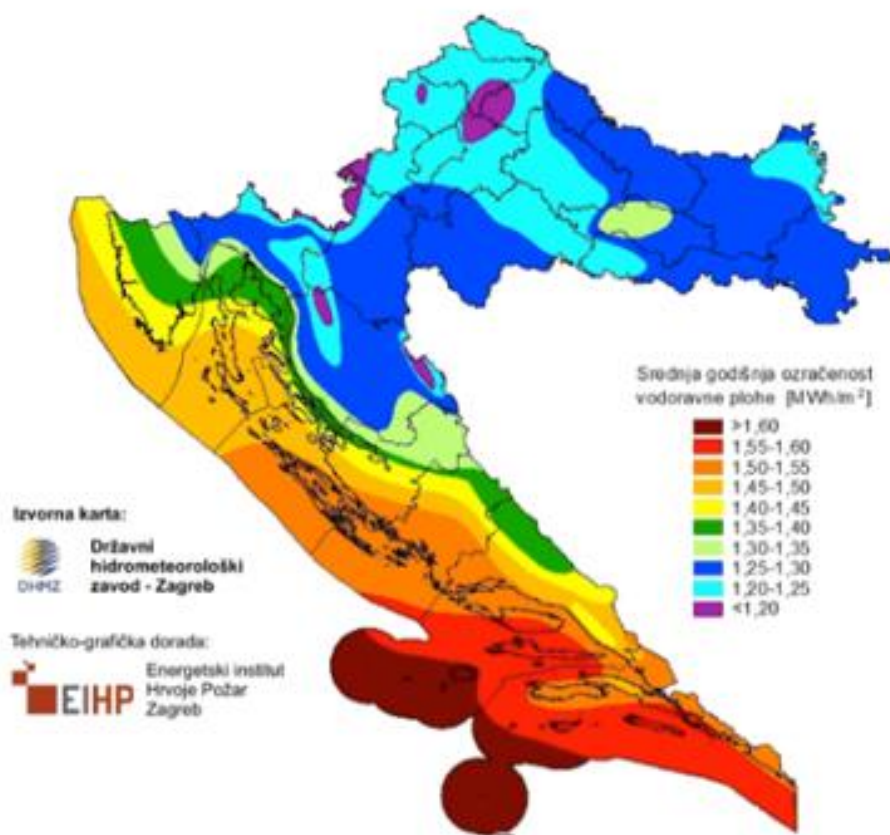 Srednja godišnja ozračenost
vodoravne plohe [MWh/m²]
>1,60
1,55-1,60
1,50-1,55
1,45-1,50
1,40-1,45
1,35-1,40
1,30-1,35
1,25-1,30
1,20-1,25
<1,20
Izvorna karta:
DHMZ
Državni
hidrometeorološki
zavod - Zagreb
Tehničko-grafička dorada:
EIHP
Energetski institut
Hrvoje Požar
Zagreb